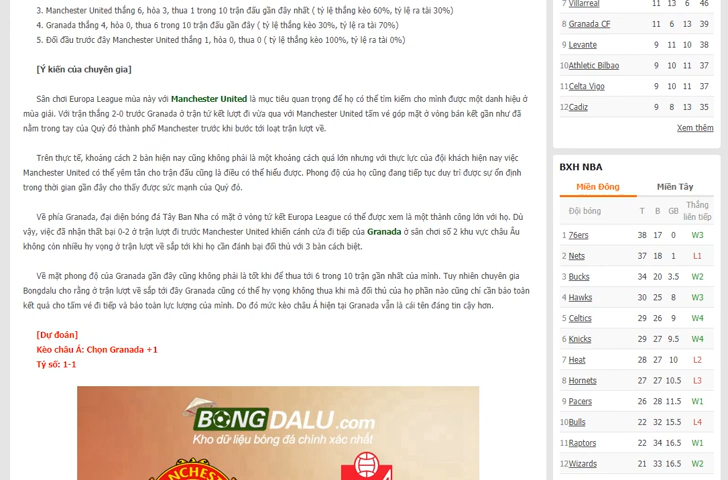 3. Manchester United thắng 6, hòa 3, thua 1 trong 10 trận đấu gần đây nhất ( tỷ lệ thắng kèo 60%, tỷ lệ ra tài 30%)
4. Granada thắng 4, hòa 0, thua 6 trong 10 trận đấu gần đây ( tỷ lệ thắng kèo 30%, tỷ lệ ra tài 70%)
5. Đối đầu trước đây Manchester United thắng 1, hòa 0, thua 0 ( tỷ lệ thắng kèo 100%, tỷ lệ ra tài 0%)
[Ý kiến của chuyên gia]
Sân chơi Europa League mùa này với Manchester United là mục tiêu quan trọng để họ có thể tìm kiếm cho mình được một danh hiệu ở
mùa giải. Với trận thắng 2-0 trước Granada ở trận tứ kết lượt đi vừa qua với Manchester United tấm vé góp mặt ở vòng bán kết gần như đã
nằm trong tay của Quỷ đỏ thành phố Manchester trước khi bước tới loạt trận lượt về.
Trên thực tế, khoảng cách 2 bàn hiện nay cũng không phải là một khoảng cách quá lớn nhưng với thực lực của đội khách hiện nay việc
Manchester United có thể yên tân cho trận đấu cũng là điều có thể hiểu được. Phong độ của họ cũng đang tiếp tục duy trì được sự ổn định
trong thời gian gần đây cho thấy được sức mạnh của Quỷ đỏ.
Về phía Granada, đại diện bóng đá Tây Ban Nha có mặt ở vòng tứ kết Europa League có thể được xem là một thành công lớn với họ. Dù
vậy, việc đã nhận thất bại 0-2 ở trận lượt đi trước Manchester United khiến cánh cửa đi tiếp của Granada ở sân chơi số 2 khu vực châu Âu
không còn nhiều hy vọng ở trận lượt về sắp tới khi họ cần đánh bại đối thủ với 3 bàn cách biệt.
Về mặt phong độ của Granada gần đây cũng không phải là tốt khi để thua tới 6 trong 10 trận gần nhất của mình. Tuy nhiên chuyên gia
Bongdalu cho rằng ở trận lượt về sắp tới đây Granada cũng có thể hy vọng không thua khi mà đối thủ của họ phần nào cũng chỉ cần bảo toàn
kết quả cho tấm vé đi tiếp và bảo toàn lực lượng của mình. Do đó mức kèo châu Á hiện tại Granada vẫn là cái tên đáng tin cậy hơn.
[Dự đoán]
Kèo châu Á: Chọn Granada +1
Tỷ số: 1-1
BONGDALU.com
Kho dữ liệu bóng đá chính xác nhất
MANCHESTER
7 Villarreal 11 13 6 46
8 Granada CF 11 6 13 39
9 Levante 9 11 10 38
10 Athletic Bilbao 9 10 11 37
11 Celta Vigo 9 10 11 37
12 Cadiz 9 8 13 35
Xem thêm
BXH NBA
Miền Đông Miền Tây
Đội bóng T B GB Thắng liên tiếp
1 76ers 38 17 0 W3
2 Nets 37 18 1 L1
3 Bucks 34 20 3.5 W2
4 Hawks 30 25 8 W3
5 Celtics 29 26 9 W4
6 Knicks 29 27 9.5 W4
7 Heat 28 27 10 L2
8 Hornets 27 27 10.5 L3
9 Pacers 26 28 11.5 W1
10 Bulls 22 32 15.5 L4
11 Raptors 22 34 16.5 W1
12 Wizards 21 33 16.5 W2